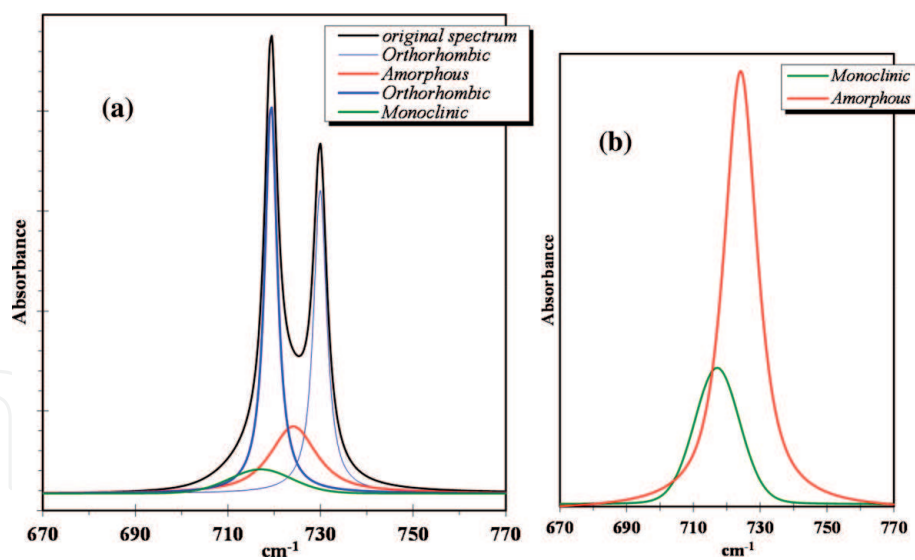 original spectrum
Orthorhombic
Amorphous
Orthorhombic
Monoclinic
(a)
Absorbance
670 690 710 730 750 770
cm-1
Monoclinic
Amorphous
(b)
Absorbance
670 690 710 730 750 770
cm-1